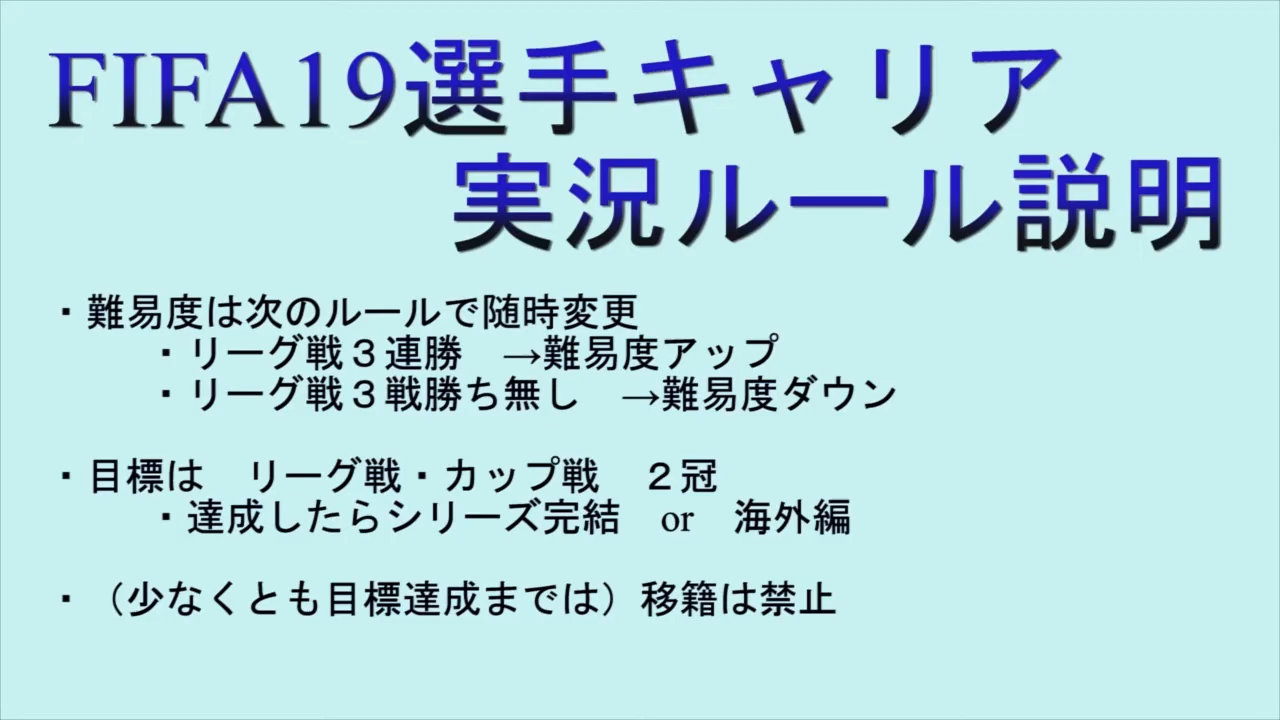 FIFA19選手キャリア
実況ルール説明
・難易度は次のルールで随時変更
・リーグ戦３連勝　→難易度アップ
・リーグ戦３戦勝ち無し　→難易度ダウン
・目標は　リーグ戦・カップ戦　２冠
・達成したらシリーズ完結　or　海外編
・（少なくとも目標達成までは）移籍は禁止